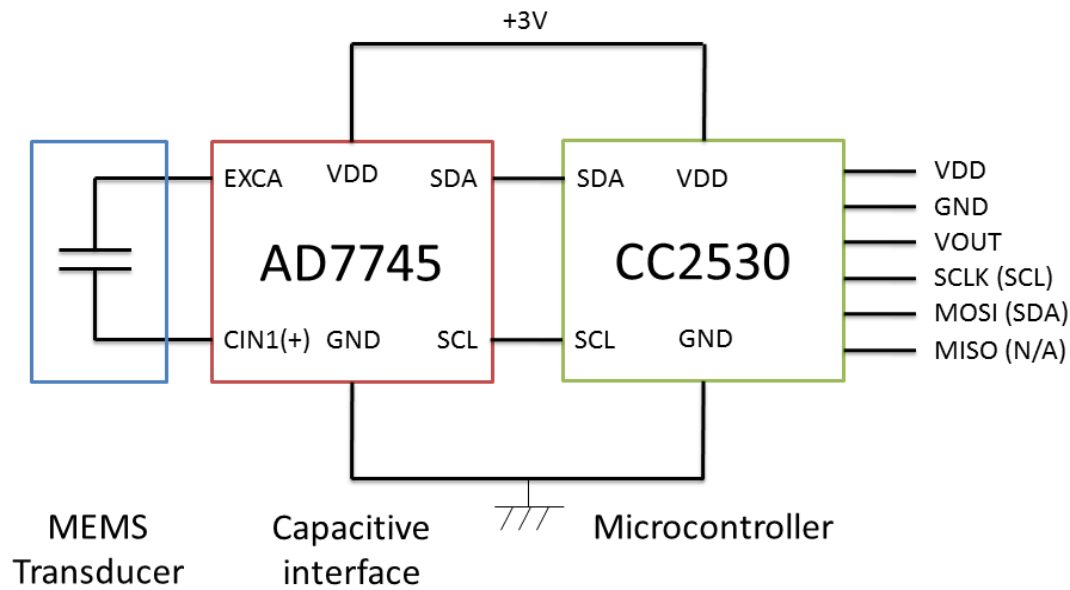 +3V
EXCA
VDD
SDA
SDA
VDD
VDD
GND
AD7745
CC2530
VOUT
SCLK (SCL)
MOSI (SDA)
CIN1(+)
GND
SCL
SCL
GND
MISO (N/A)
MEMS
Transducer
Capacitive
interface
Microcontroller